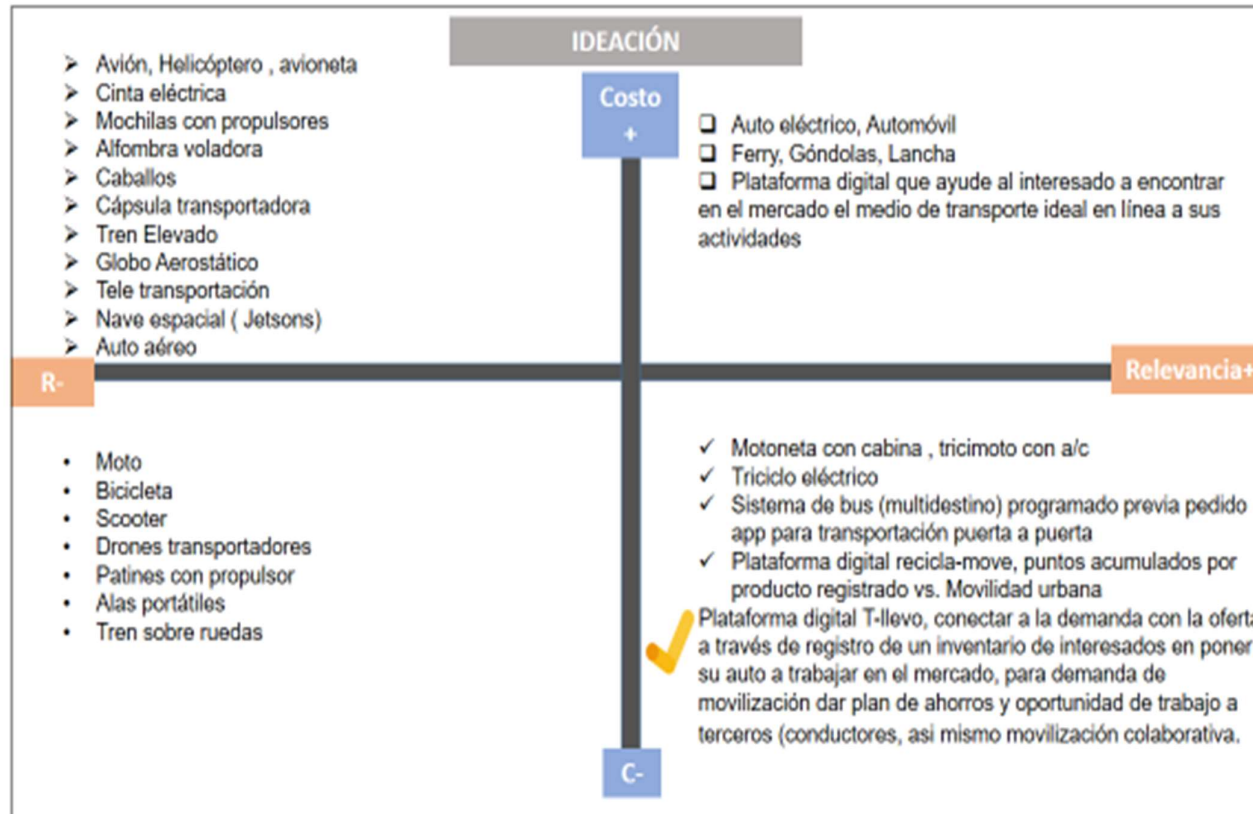 IDEACIÓN
Avión, Helicóptero , avioneta
Cinta eléctrica
Mochilas con propulsores
Alfombra voladora
Caballos
Cápsula transportadora
Tren Elevado
Globo Aerostático
Tele transportación
Nave espacial ( Jetsons)
Auto aéreo
Costo
+
Auto eléctrico, Automóvil
Ferry, Góndolas, Lancha
Plataforma digital que ayude al interesado a encontrar
en el mercado el medio de transporte ideal en línea a sus
actividades
R-
Relevancia+
Moto
Bicicleta
Scooter
Drones transportadores
Patines con propulsor
Alas portátiles
Tren sobre ruedas
Motoneta con cabina , tricimoto con a/c
Triciclo eléctrico
Sistema de bus (multidestino) programado previa pedido
app para transportación puerta a puerta
Plataforma digital recicla-move, puntos acumulados por
producto registrado vs. Movilidad urbana
Plataforma digital T-llevo, conectar a la demanda con la oferta
a través de registro de un inventario de interesados en poner
su auto a trabajar en el mercado, para demanda de
movilización dar plan de ahorros y oportunidad de trabajo a
terceros (conductores, asi mismo movilización colaborativa.
C-